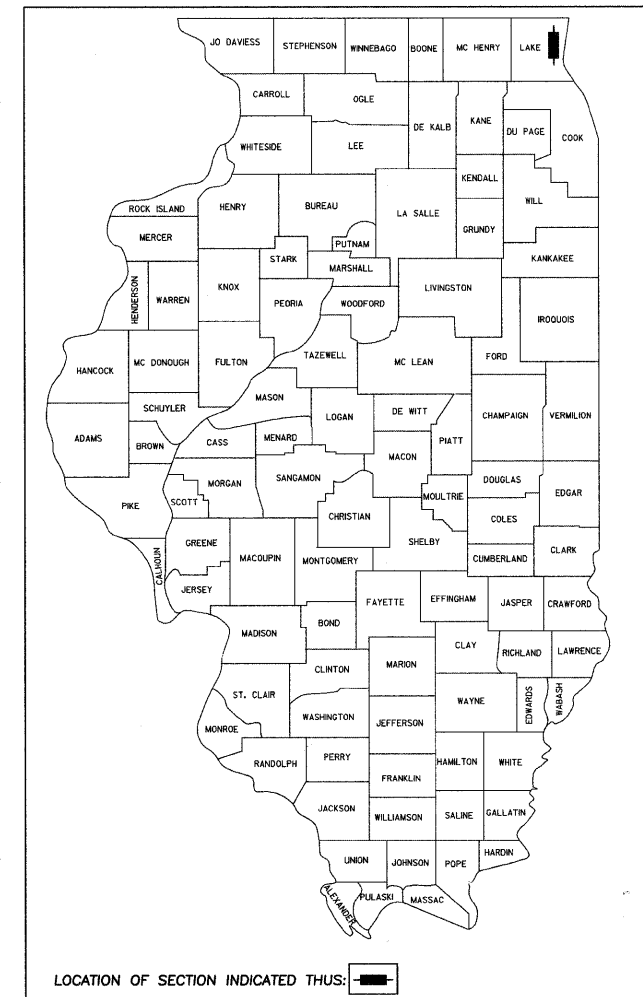 JO DAVIESS
STEPHENSON
WINNEBAGO
BOONE
MC HENRY
LAKE
CARROLL
OGLE
DE KALB
KANE
DU PAGE
COOK
WHITESIDE
LEE
KENDALL
WILL
ROCK ISLAND
HENRY
BUREAU
LA SALLE
GRUNDY
MERCER
PUTNAM
STARK
MARSHALL
KANKAKEE
HENDERSON
WARREN
KNOX
PEORIA
WOODFORD
LIVINGSTON
IROQUOIS
HANCOCK
MC DONOUGH
FULTON
TAZEWELL
MC LEAN
FORD
SCHUYLER
MASON
LOGAN
DE WITT
CHAMPAIGN
VERMILION
ADAMS
BROWN
CASS
MENARD
MACON
PIATT
PIKE
SCOTT
MORGAN
SANGAMON
MOULTRIE
DOUGLAS
EDGAR
CHRISTIAN
COLES
CALHOUN
GREENE
MACOUPIN
MONTGOMERY
SHELBY
CUMBERLAND
CLARK
JERSEY
FAYETTE
EFFINGHAM
JASPER
CRAWFORD
MADISON
BOND
CLAY
RICHLAND
LAWRENCE
CLINTON
MARION
ST. CLAIR
WAYNE
EDWARDS
WABASH
MONROE
WASHINGTON
JEFFERSON
RANDOLPH
PERRY
HAMILTON
WHITE
FRANKLIN
JACKSON
WILLIAMSON
SALINE
GALLATIN
UNION
JOHNSON
POPE
HARDIN
ALEXANDER
PULASKI
MASSAC
LOCATION OF SECTION INDICATED THUS: